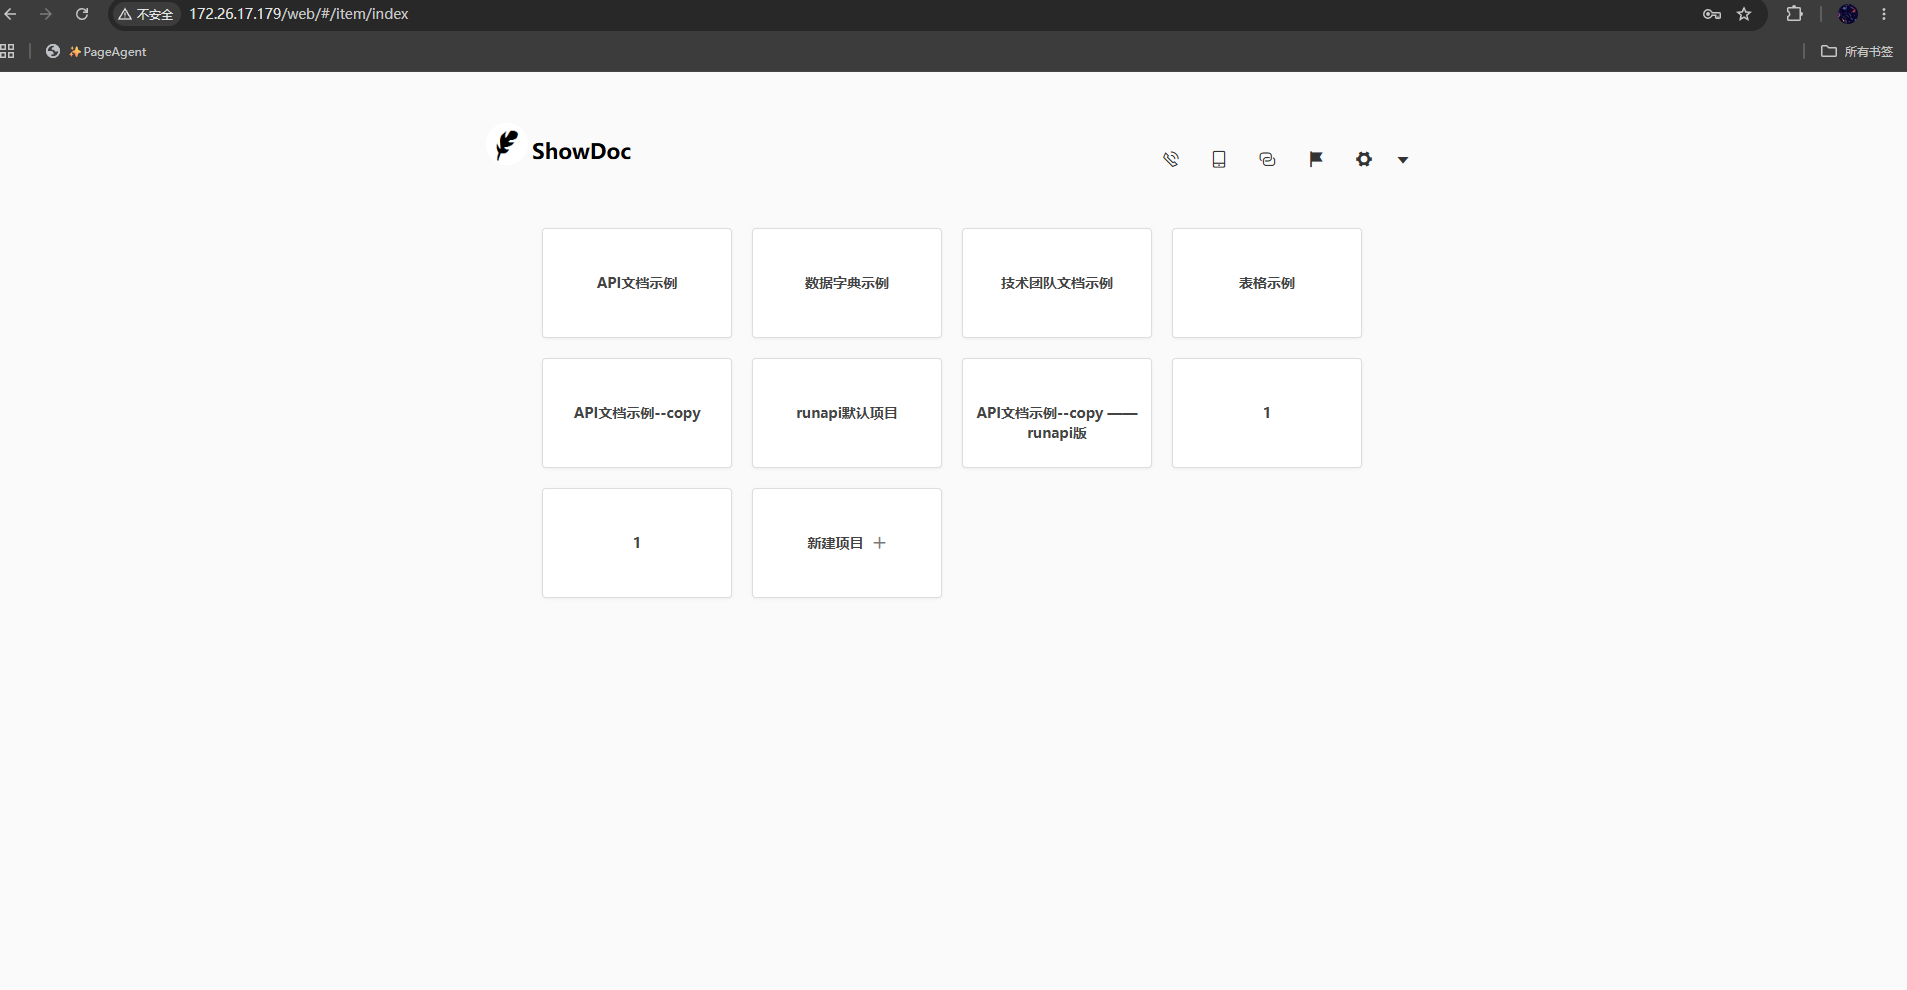 不安全
172.26.17.179/web/#/item/index
✨PageAgent
所有书签
ShowDoc
API文档示例
数据字典示例
技术团队文档示例
表格示例
API文档示例--copy
runapi默认项目
API文档示例--copy ——
runapi版
1
1
新建项目 +